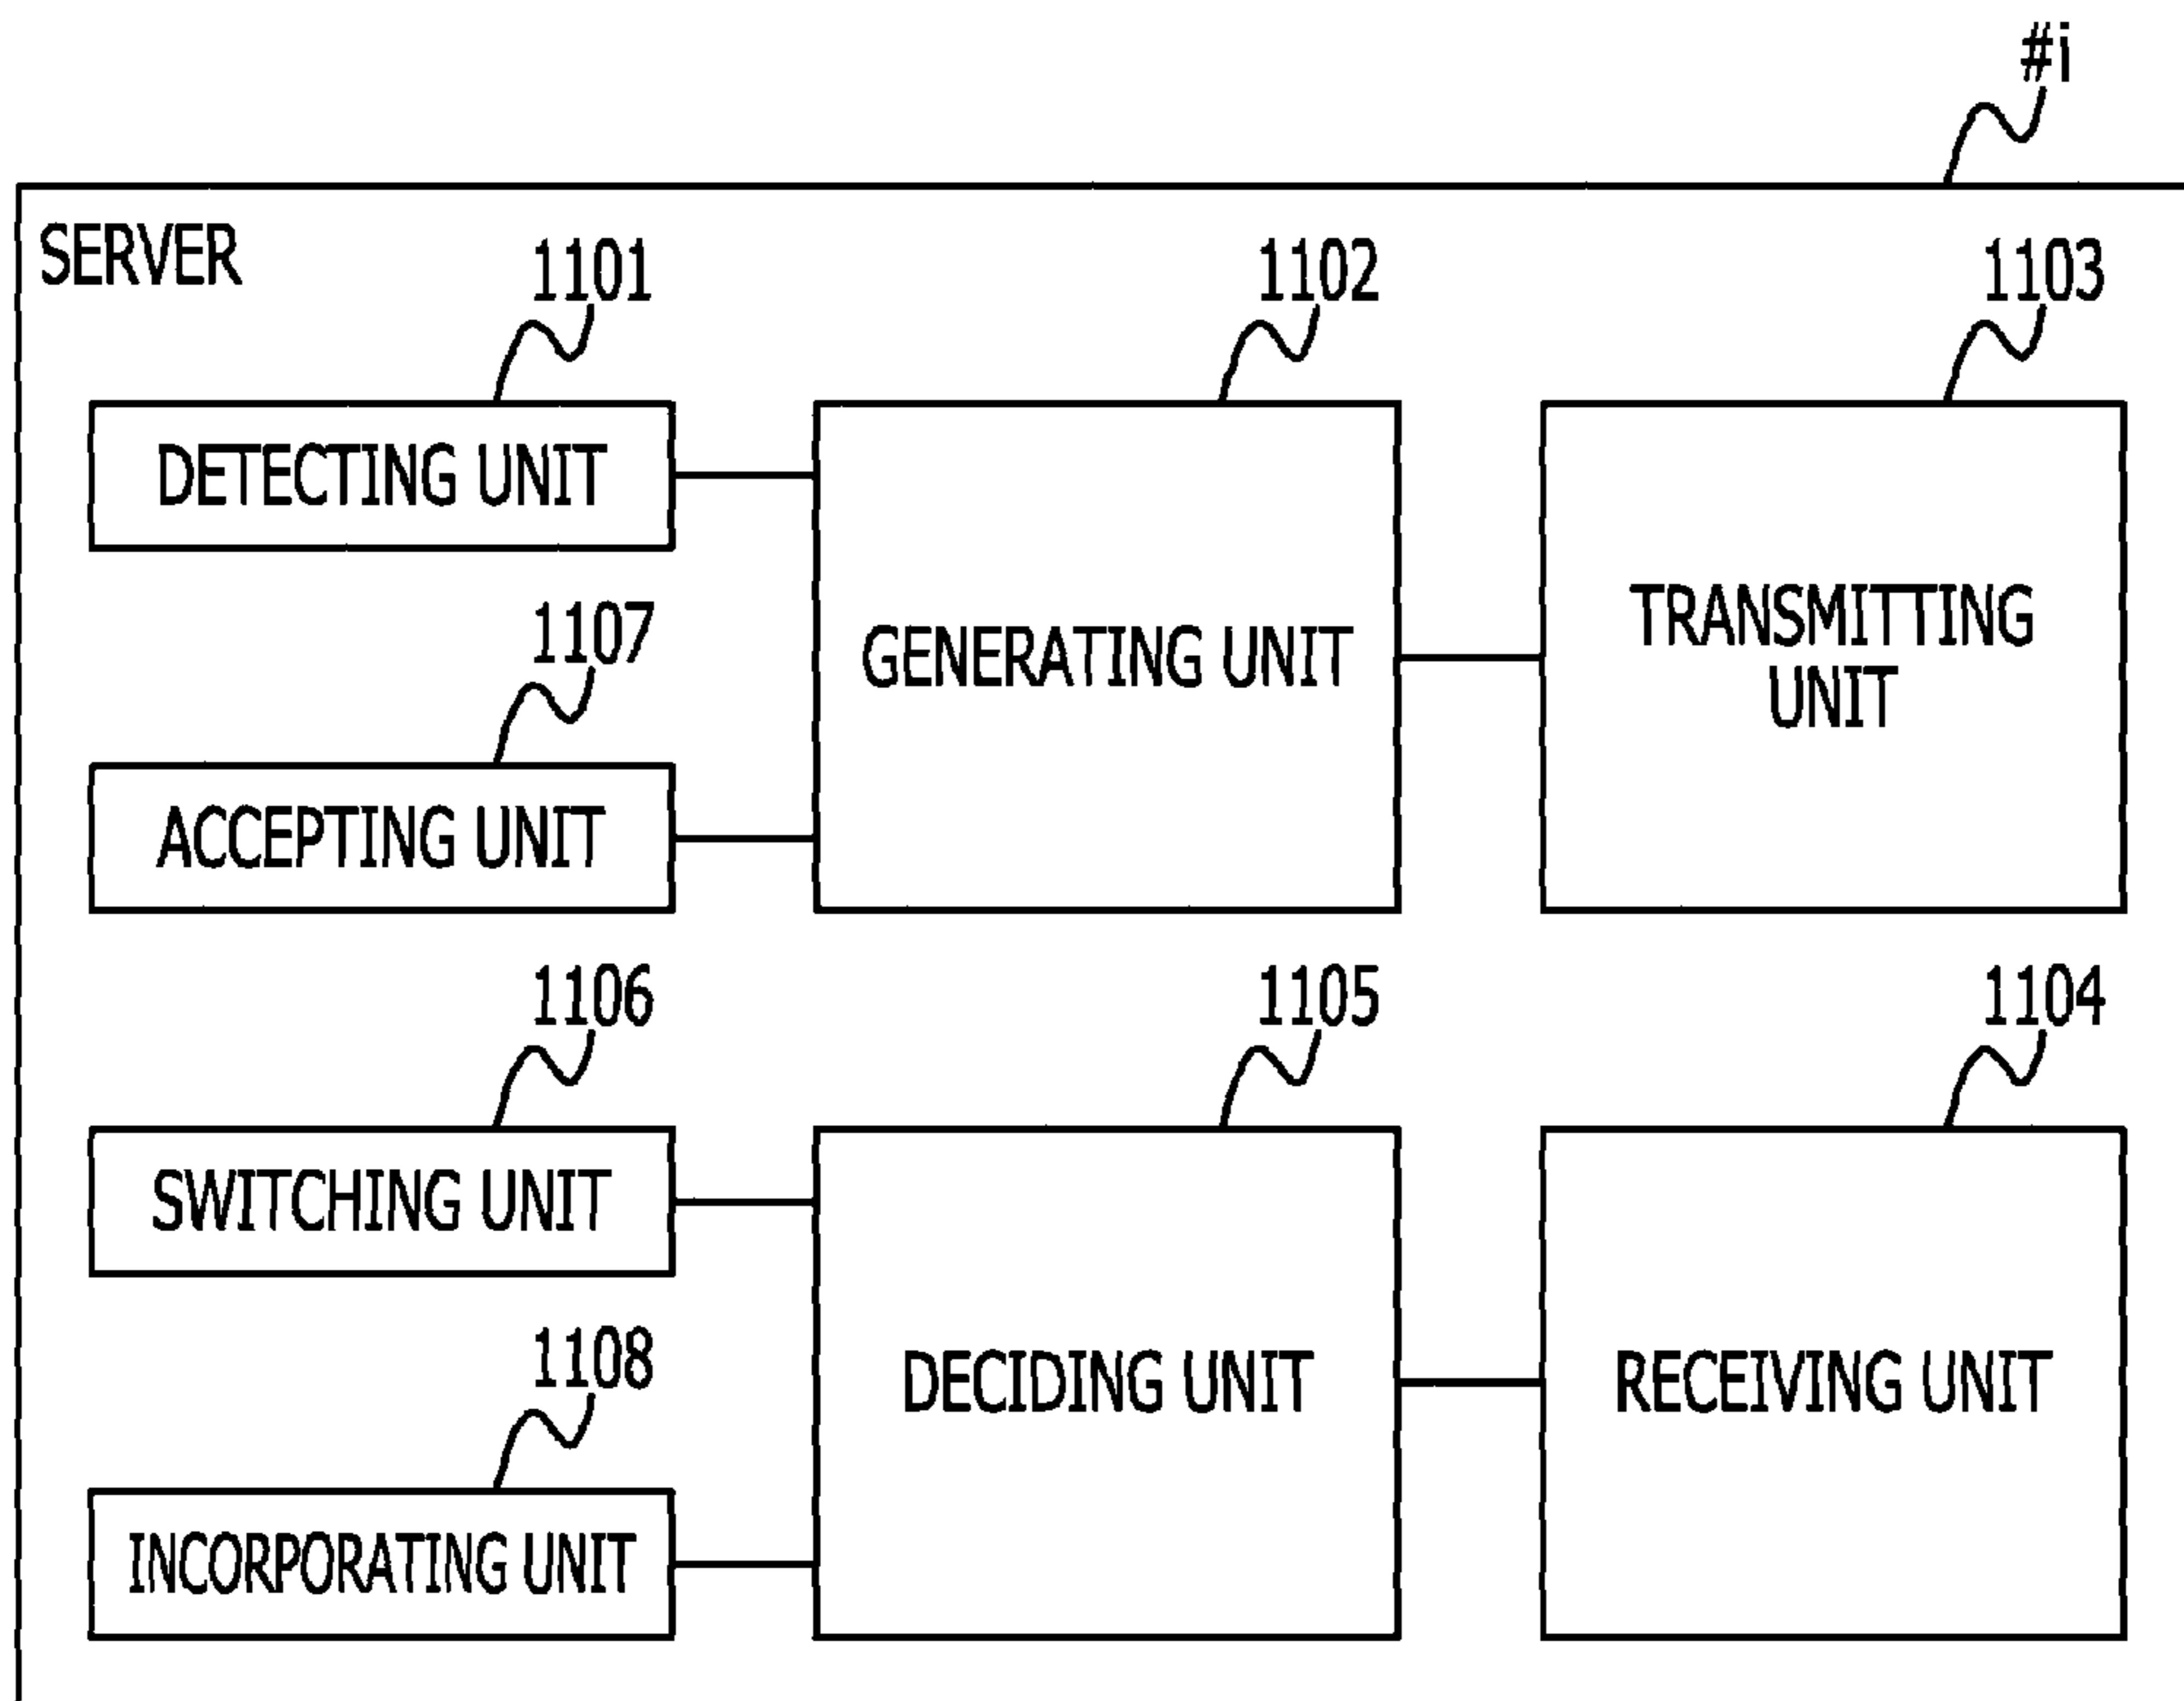 #i
SERVER
1101
1102
1103
DETECTING UNIT
GENERATING UNIT
TRANSMITTING
UNIT
1107
ACCEPTING UNIT
1106
1105
1104
SWITCHING UNIT
DECIDING UNIT
RECEIVING UNIT
1108
INCORPORATING UNIT